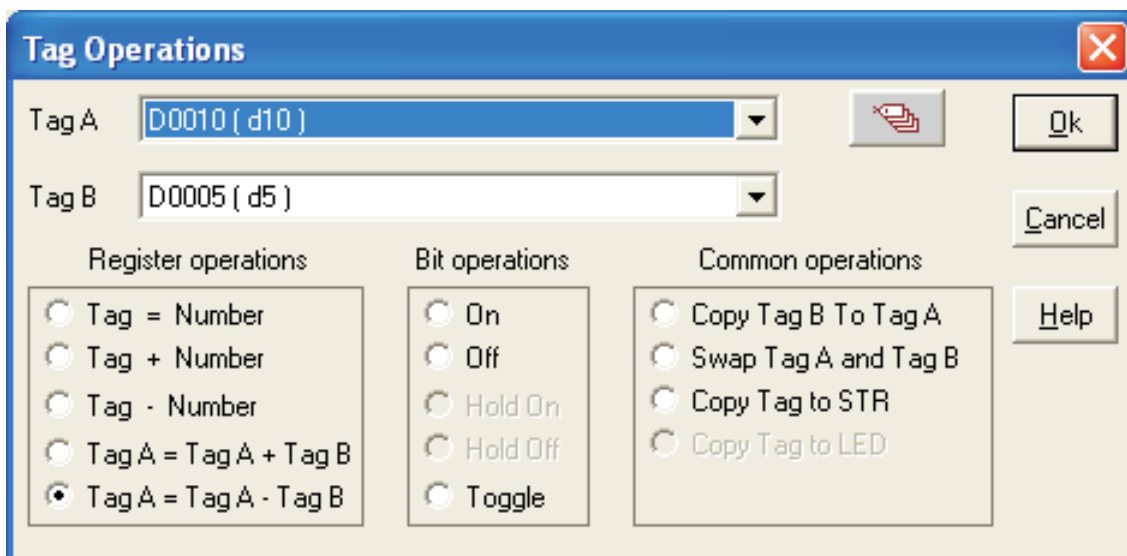 Tag Operations
Tag A
D0010 ( d10 )
Ok
Tag B
D0005 ( d5 )
Cancel
Register operations
Bit operations
Common operations
Help
Tag = Number
Tag + Number
Tag - Number
Tag A = Tag A + Tag B
Tag A = Tag A - Tag B
On
Off
Hold On
Hold Off
Toggle
Copy Tag B To Tag A
Swap Tag A and Tag B
Copy Tag to STR
Copy Tag to LED